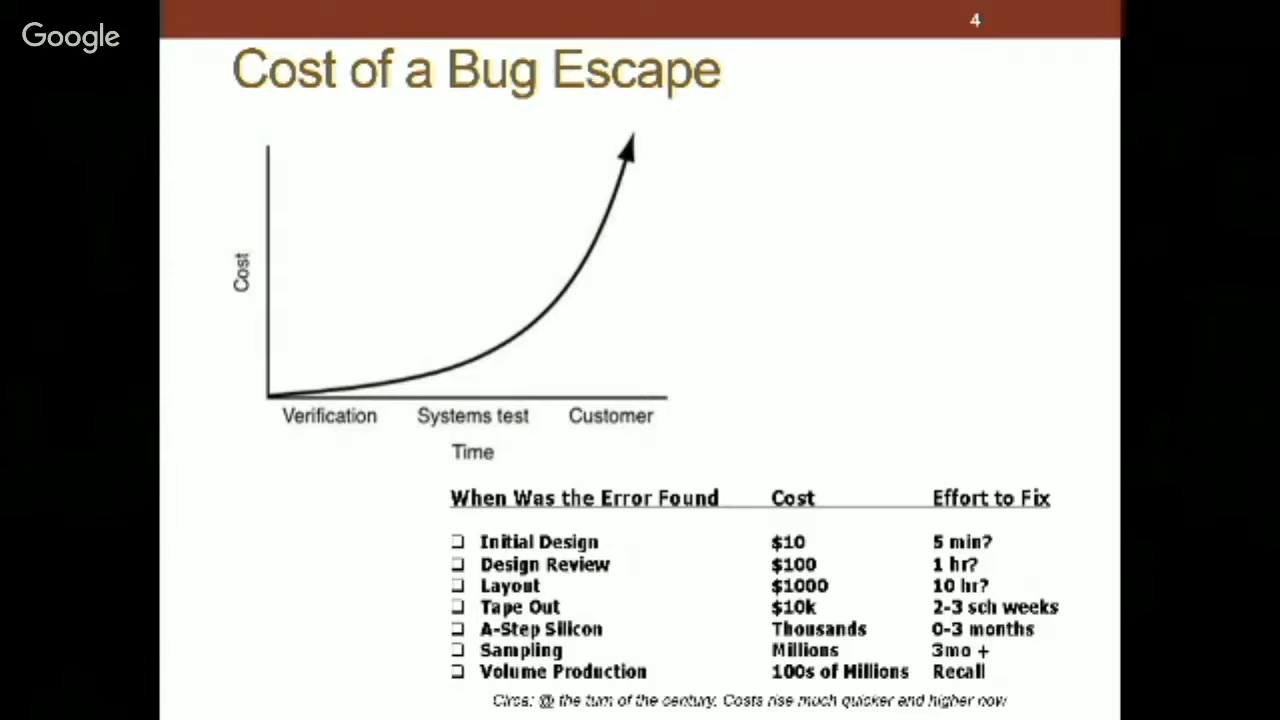 4
Google
Cost of a Bug Escape
Cost
Verification Systems test Customer
Time
When Was the Error Found Cost Effort to Fix
❑ Initial Design $10 5 min?
❑ Design Review $100 1 hr?
❑ Layout $1000 10 hr?
❑ Tape Out $10k 2-3 sch weeks
❑ A-Step Silicon Thousands 0-3 months
❑ Sampling Millions 3mo +
❑ Volume Production 100s of Millions Recall
Circa: @ the turn of the century. Costs rise much quicker and higher now